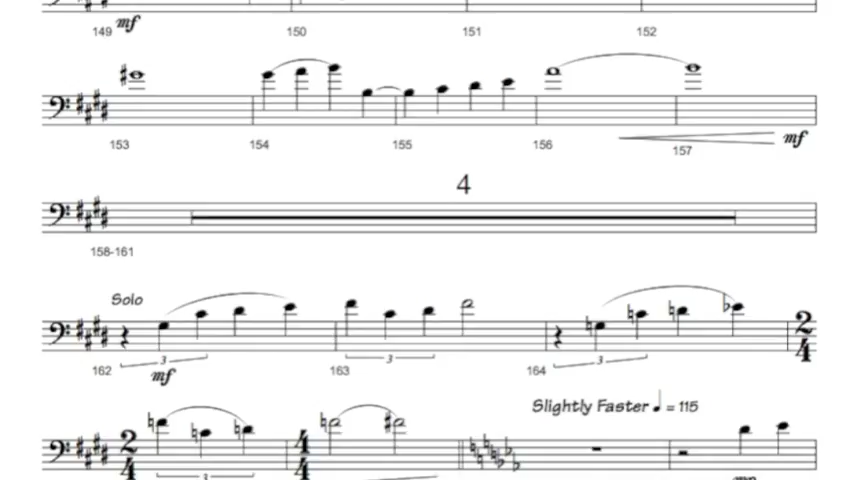 149 mf 150 151 152
153 154 155 156 157 mf
4
158-161
Solo
3 3 3 2 4
162 mf 163 164
Slightly Faster ♩ = 115
2 4 4 4
3